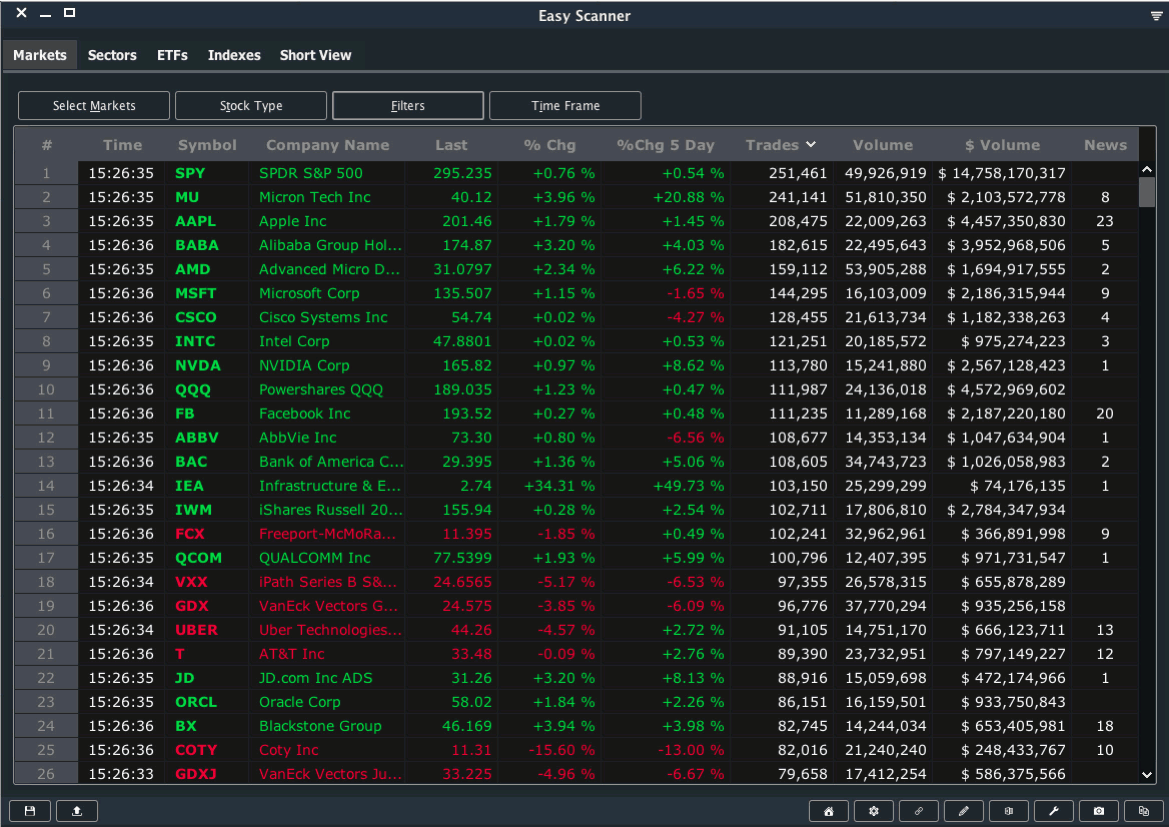 Easy Scanner
Markets Sectors ETFs Indexes Short View
Select Markets Stock Type Filters Time Frame
# Time Symbol Company Name Last % Chg %Chg 5 Day Trades Volume $ Volume News
1 15:26:35 SPY SPDR S&P 500 295.235 +0.76 % +0.54 % 251,461 49,926,919 $ 14,758,170,317
2 15:26:35 MU Micron Tech Inc 40.12 +3.96 % +20.88 % 241,141 51,810,350 $ 2,103,572,778 8
3 15:26:35 AAPL Apple Inc 201.46 +1.79 % +1.45 % 208,475 22,009,263 $ 4,457,350,830 23
4 15:26:35 BABA Alibaba Group Hol... 174.87 +3.20 % +4.03 % 182,615 22,495,643 $ 3,952,968,506 5
5 15:26:35 AMD Advanced Micro D... 31.0797 +2.34 % +6.22 % 159,112 53,905,288 $ 1,694,917,555 2
6 15:26:36 MSFT Microsoft Corp 135.507 +1.15 % -1.65 % 144,295 16,103,009 $ 2,186,315,944 9
7 15:26:36 CSCO Cisco Systems Inc 54.74 +0.02 % -4.27 % 128,455 21,613,734 $ 1,182,338,263 4
8 15:26:35 INTC Intel Corp 47.8801 +0.02 % +0.53 % 121,251 20,185,572 $ 975,274,223 3
9 15:26:35 NVDA NVIDIA Corp 165.82 +0.97 % +8.62 % 113,780 15,241,880 $ 2,567,128,423 1
10 15:26:36 QQQ Powershares QQQ 189.035 +1.23 % +0.47 % 111,987 24,136,018 $ 4,572,969,602
11 15:26:36 FB Facebook Inc 193.52 +0.27 % +0.48 % 111,235 11,289,168 $ 2,187,220,180 20
12 15:26:35 ABBV AbbVie Inc 73.30 +0.80 % -6.56 % 108,677 14,353,134 $ 1,047,634,904 1
13 15:26:36 BAC Bank of America C... 29.395 +1.36 % +5.06 % 108,605 34,743,723 $ 1,026,058,983 2
14 15:26:34 IEA Infrastructure & E... 2.74 +34.31 % +49.73 % 103,150 25,299,299 $ 74,176,135 1
15 15:26:35 IWM iShares Russell 20... 155.94 +0.28 % +2.54 % 102,711 17,806,810 $ 2,784,347,934
16 15:26:36 FCX Freeport-McMoRa... 11.395 -1.85 % +0.49 % 102,241 32,962,961 $ 366,891,998 9
17 15:26:35 QCOM QUALCOMM Inc 77.5399 +1.93 % +5.99 % 100,796 12,407,395 $ 971,731,547 1
18 15:26:34 VXX iPath Series B S&... 24.6565 -5.17 % -6.53 % 97,355 26,578,315 $ 655,878,289
19 15:26:36 GDX VanEck Vectors G... 24.575 -3.85 % -6.09 % 96,776 37,770,294 $ 935,256,158
20 15:26:34 UBER Uber Technologies... 44.26 -4.57 % +2.72 % 91,105 14,751,170 $ 666,123,711 13
21 15:26:36 T AT&T Inc 33.48 -0.09 % +2.76 % 89,390 23,732,951 $ 797,149,227 12
22 15:26:35 JD JD.com Inc ADS 31.26 +3.20 % +8.13 % 88,916 15,059,698 $ 472,174,966 1
23 15:26:35 ORCL Oracle Corp 58.02 +1.84 % +2.26 % 86,151 16,159,501 $ 933,750,843
24 15:26:36 BX Blackstone Group 46.169 +3.94 % +3.98 % 82,745 14,244,034 $ 653,405,981 18
25 15:26:36 COTY Coty Inc 11.31 -15.60 % -13.00 % 82,016 21,240,240 $ 248,433,767 10
26 15:26:33 GDXJ VanEck Vectors Ju... 33.225 -4.96 % -6.67 % 79,658 17,412,254 $ 586,375,566